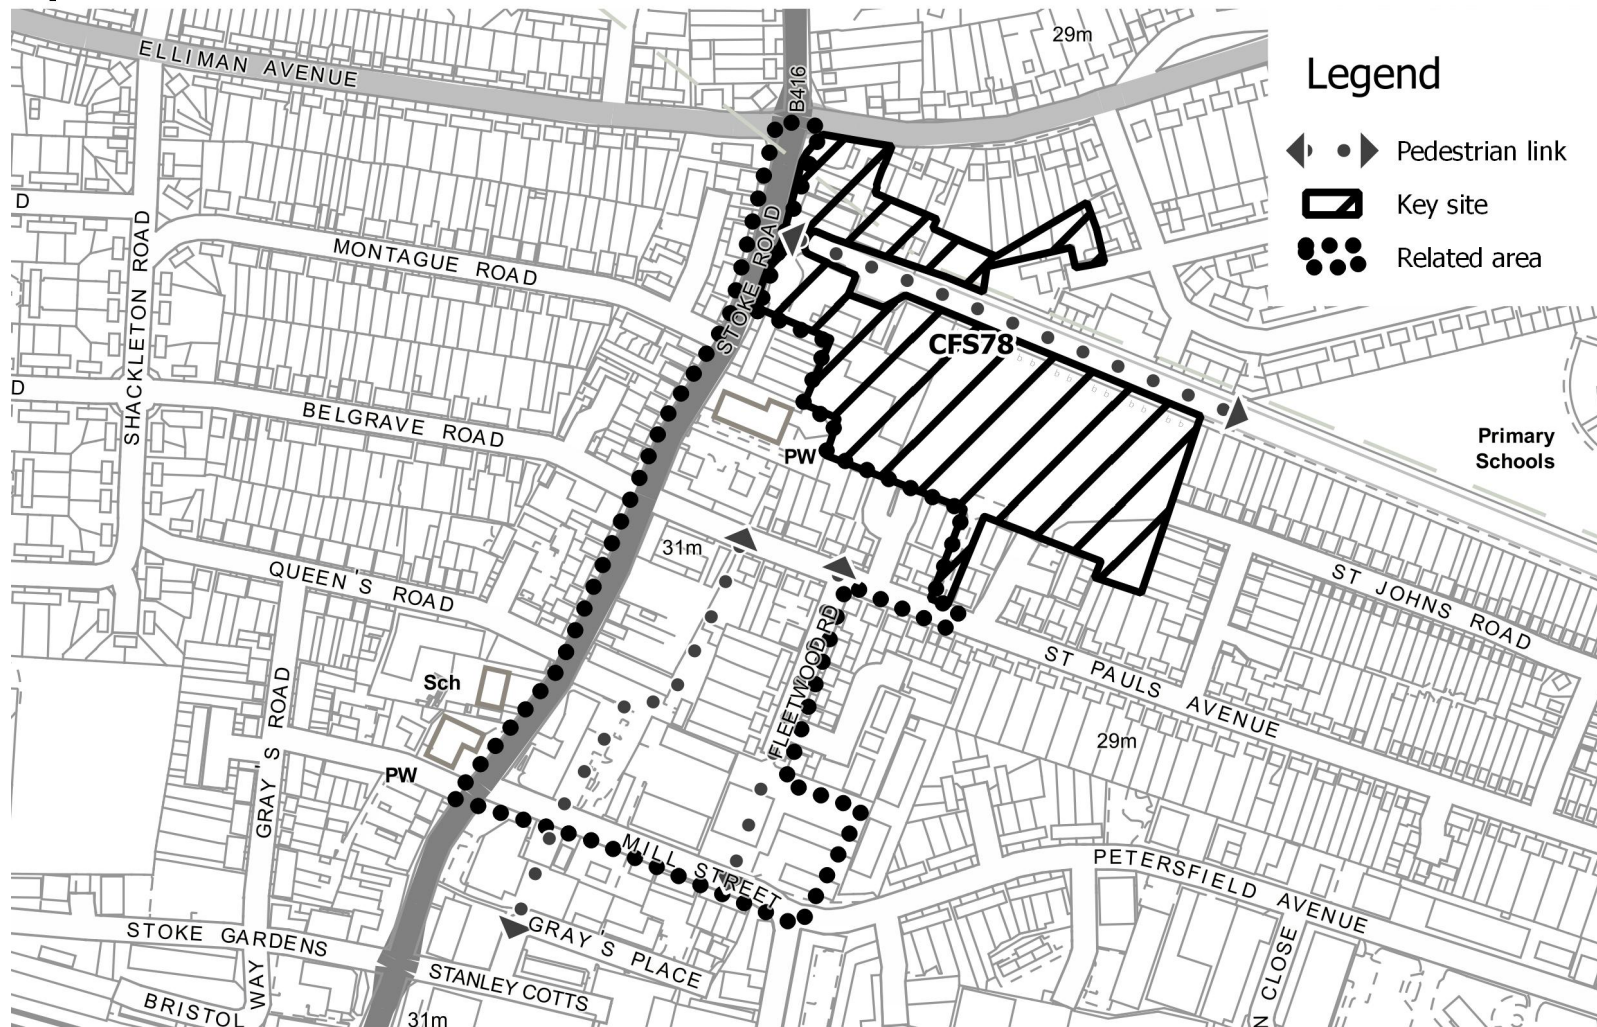 29m
Legend
ELLIMAN AVENUE
B416
Pedestrian link
D
Key site
STOKE ROAD
SHACKLETON ROAD
MONTAGUE ROAD
Related area
CFS78
D
BELGRAVE ROAD
Primary
Schools
PW
31m
QUEEN'S ROAD
ST JOHNS ROAD
FLEETWOOD RD
ST PAULS AVENUE
Sch
GRAY'S ROAD
29m
PW
MILL STREET
PETERSFIELD AVENUE
GRAY'S PLACE
STOKE GARDENS
WAY
STANLEY COTTS
N CLOSE
BRISTOL
31m